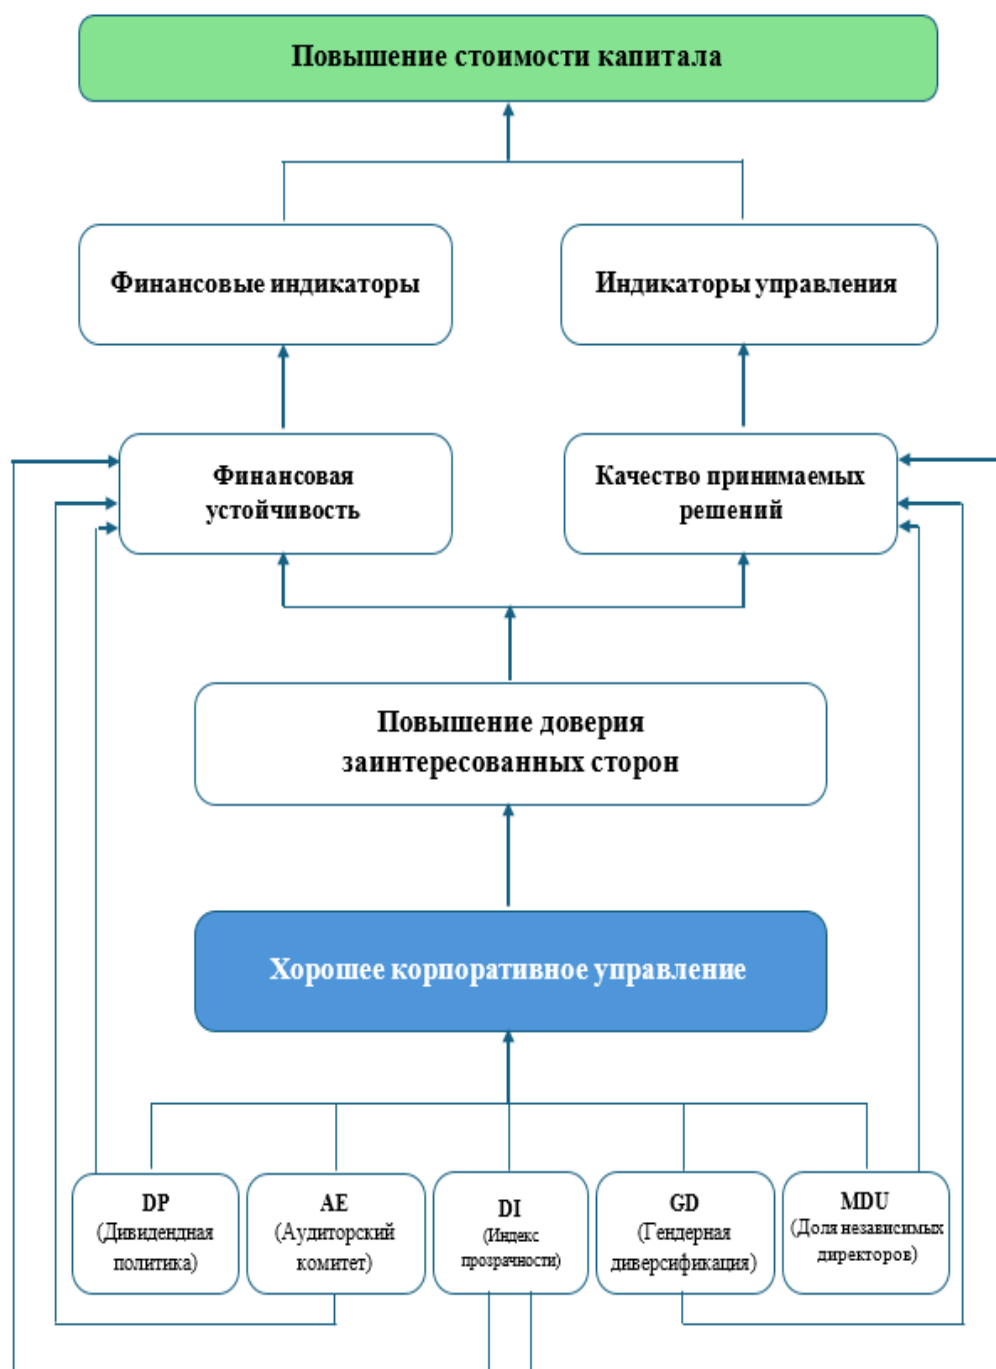 Повышение стоимости капитала
Финансовые индикаторы
Индикаторы управления
Финансовая
устойчивость
Качество принимаемых
решений
Повышение доверия
заинтересованных сторон
Хорошее корпоративное управление
DP
(Дивидендная
политика)
AE
(Аудиторский
комитет)
DI
(Индекс
прозрачности)
GD
(Гендерная
диверсификация)
MDU
(Доля независимых
директоров)